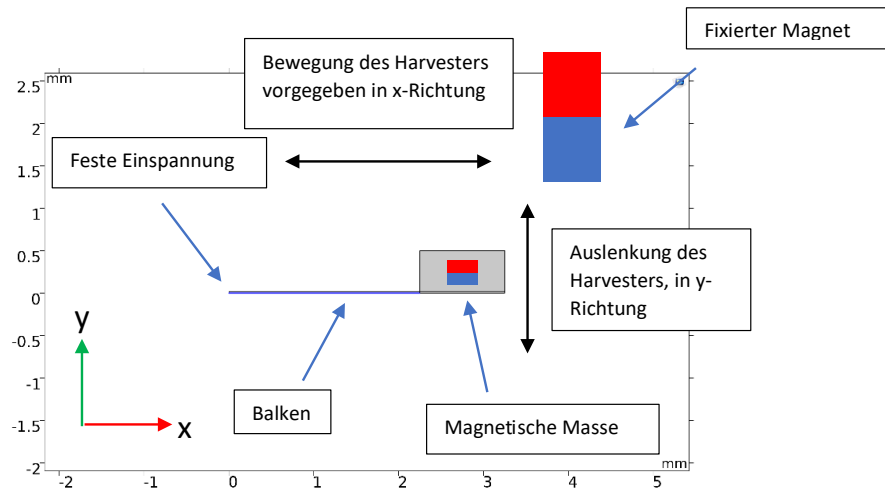 Fixierter Magnet
Bewegung des Harvesters
vorgegeben in x-Richtung
mm
2.5
2
Feste Einspannung
1.5
1
Auslenkung des
Harvesters, in y-
Richtung
0.5
0
-0.5
y
-1
x
Balken
Magnetische Masse
-1.5
-2
mm
-2
-1
0
1
2
3
4
5